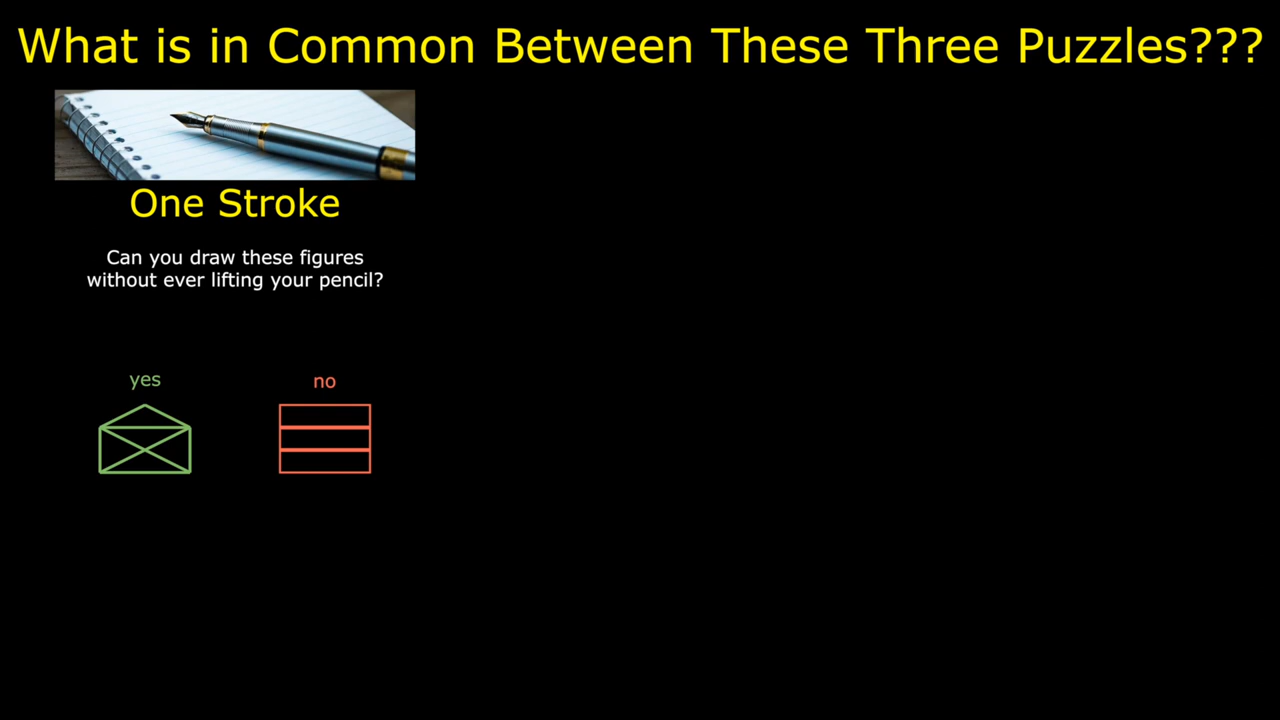 What is in Common Between These Three Puzzles???
One Stroke
Can you draw these figures
without ever lifting your pencil?
yes
no